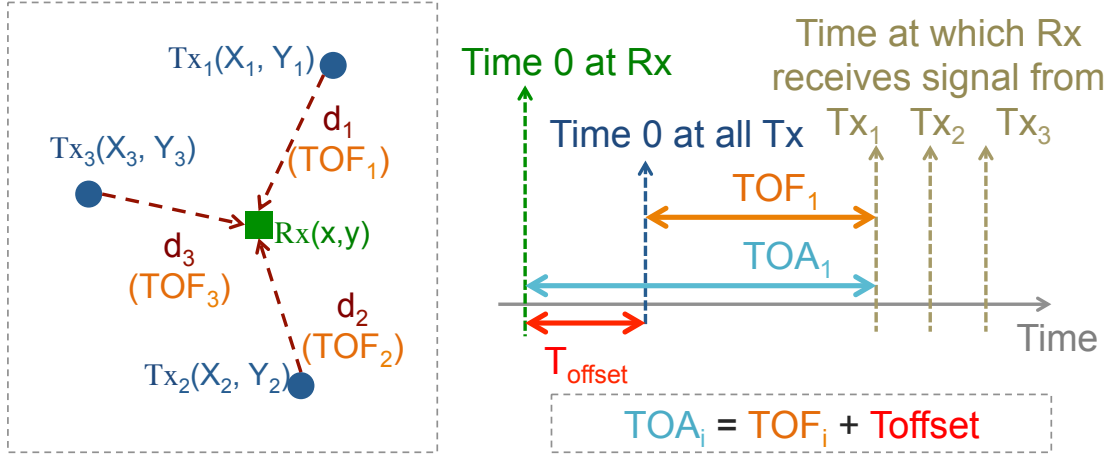 Tx₁(X₁, Y₁)
d₁
(TOF₁)
Tx₃(X₃, Y₃)
Rx(x,y)
d₃
(TOF₃)
d₂
(TOF₂)
Tx₂(X₂, Y₂)
Time 0 at Rx
Time at which Rx
receives signal from
Tx₁ Tx₂ Tx₃
Time 0 at all Tx
TOF₁
TOA₁
Time
Toffset
TOAᵢ = TOFᵢ + Toffset